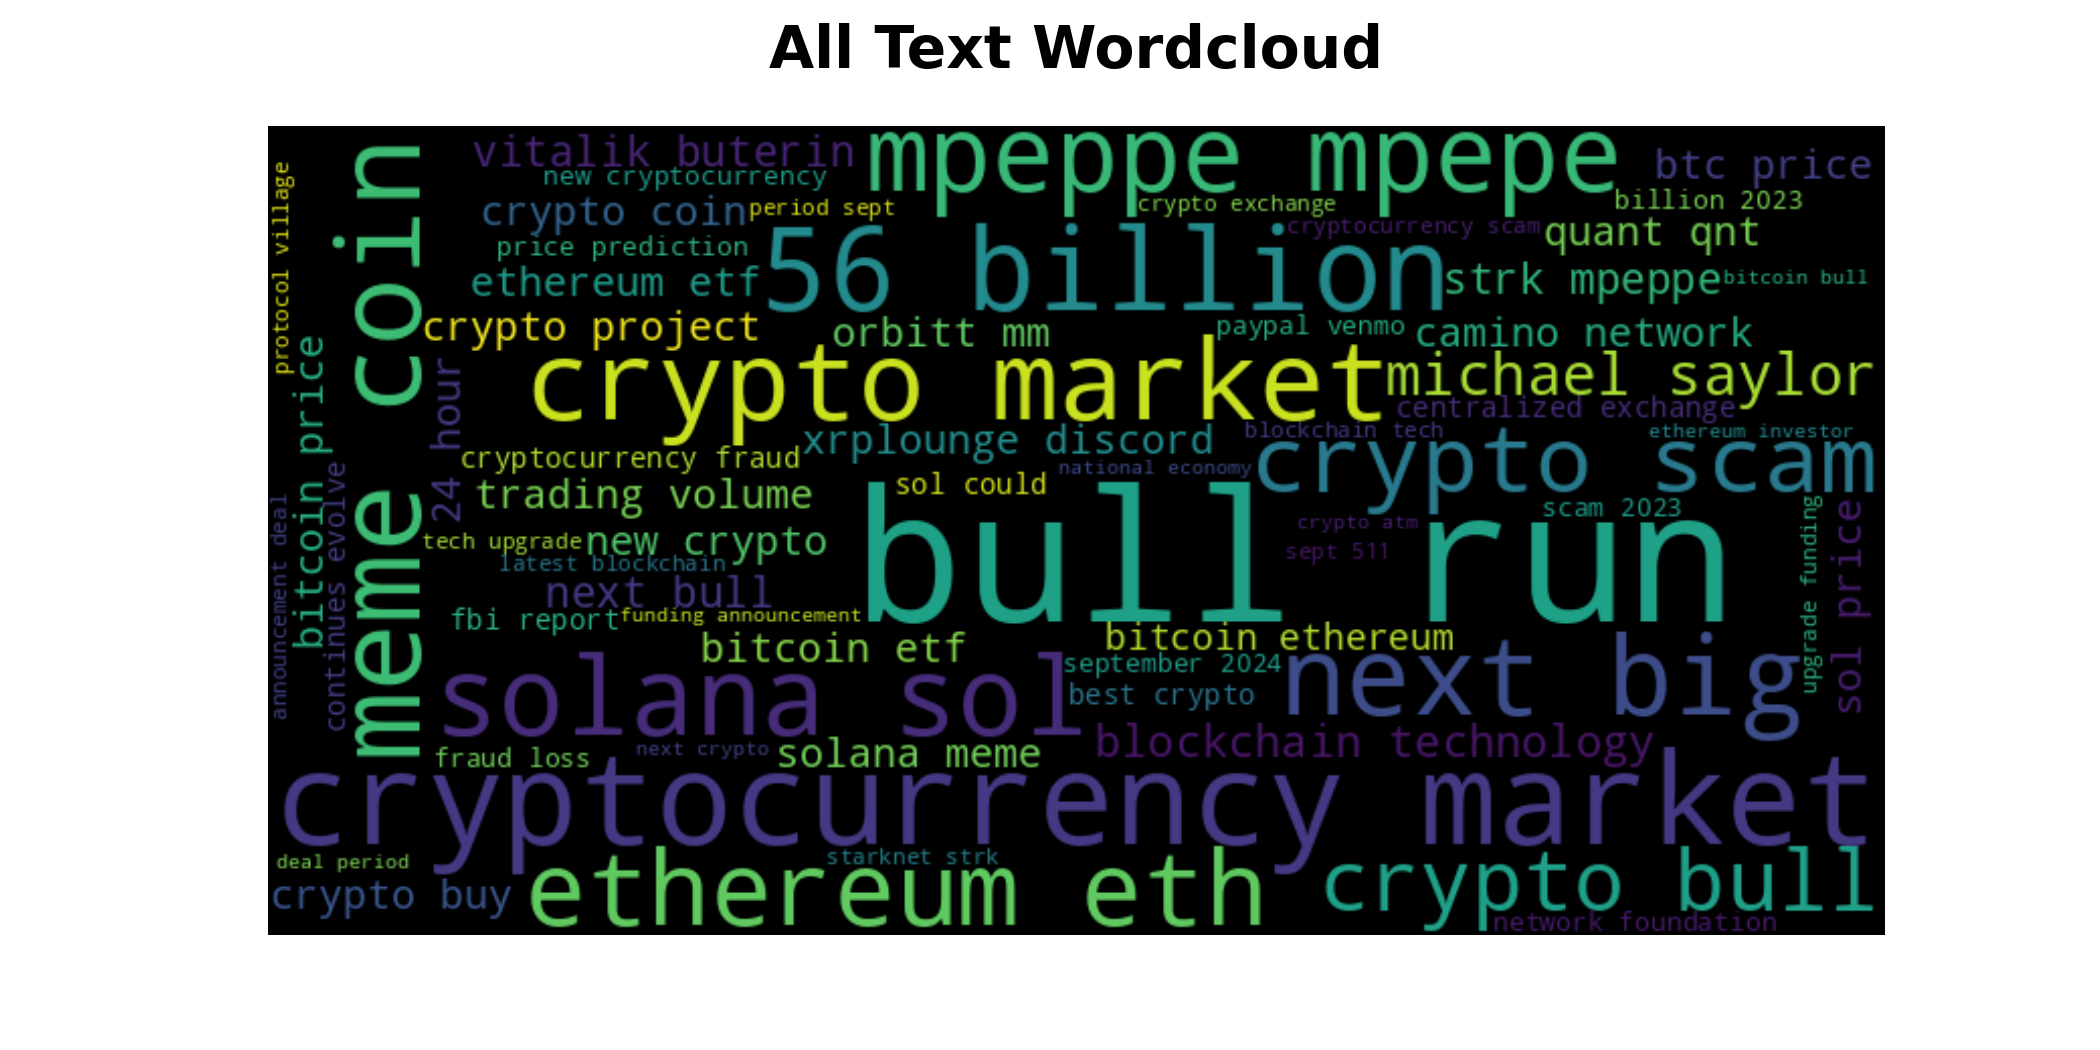 All Text Wordcloud
vitalik buterin
mpeppe mpepe
btc price
new cryptocurrency
crypto coin
period sept
crypto exchange
billion 2023
cryptocurrency scam
quant qnt
price prediction
56 billion
ethereum etf
strk mpeppe
bitcoin bull
crypto project
orbitt mm
paypal venmo
camino network
crypto market
michael saylor
centralized exchange
protocol village
bitcoin price
meme coin
24 hour
continues evolve
announcement deal
xrplounge discord
blockchain tech
ethereum investor
cryptocurrency fraud
national economy
crypto scam
sol could
trading volume
bull run
scam 2023
crypto atm
tech upgrade
new crypto
sept 511
latest blockchain
next bull
fbi report
funding announcement
upgrade funding
sol price
bitcoin etf
bitcoin ethereum
september 2024
next big
solana sol
best crypto
blockchain technology
fraud loss
next crypto
solana meme
cryptocurrency market
deal period
starknet strk
crypto buy
ethereum eth
crypto bull
network foundation